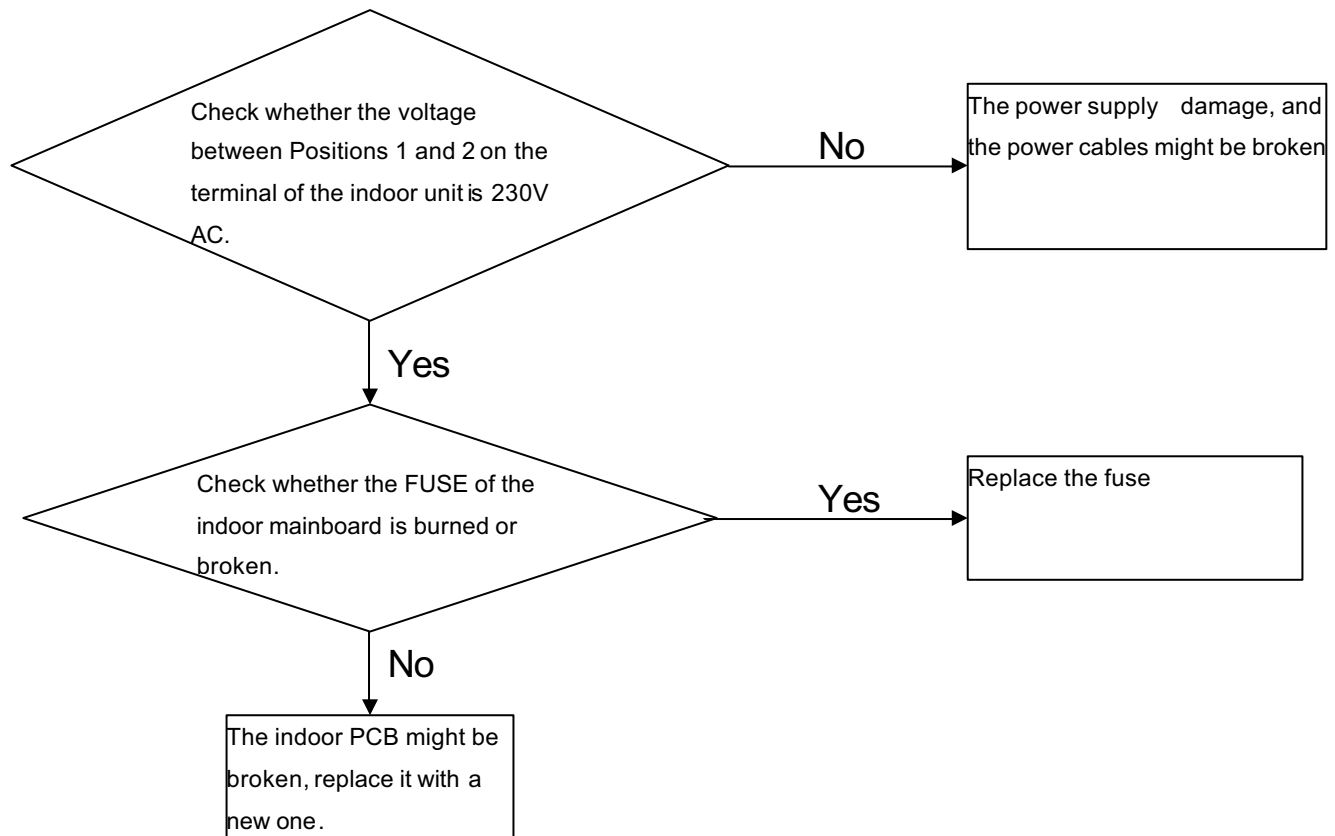 Check whether the voltage
between Positions 1 and 2 on the
terminal of the indoor unit is 230V
AC.
No
The power supply damage, and
the power cables might be broken
Yes
Check whether the FUSE of the
indoor mainboard is burned or
broken.
Yes
Replace the fuse
No
The indoor PCB might be
broken, replace it with a
new one.